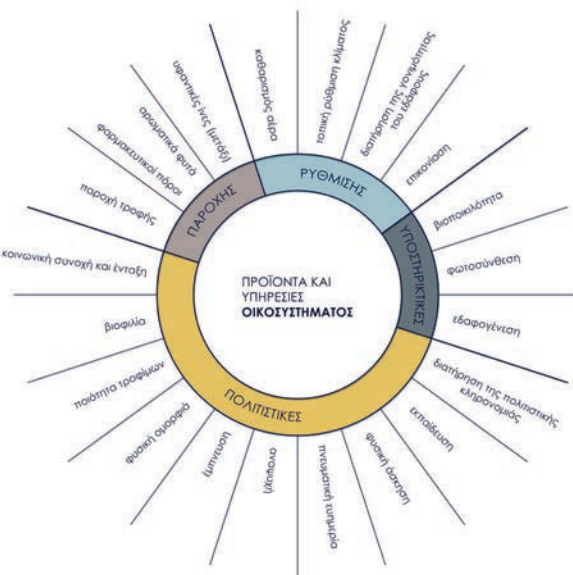 ΠΡΟΪΟΝΤΑ ΚΑΙ
ΥΠΗΡΕΣΙΕΣ
ΟΙΚΟΣΥΣΤΗΜΑΤΟΣ
ΠΑΡΟΧΗΣ
παροχή τροφής
φαρμακευτικοί πόροι
αρωματικά φυτά
υφαντικές ίνες (μετάξι)
ΡΥΘΜΙΣΗΣ
καθαρισμός αέρα
τοπική ρύθμιση κλίματος
διατήρηση της γονιμότητας
του εδάφους
επικονίαση
ΥΠΟΣΤΗΡΙΚΤΙΚΕΣ
βιοποικιλότητα
φωτοσύνθεση
εδαφογένεση
ΠΟΛΙΤΙΣΤΙΚΕΣ
διατήρηση της πολιτιστικής
κληρονομιάς
εκπαίδευση
φυσική άσκηση
πνευματική εμπειρία
αναψυχή
έμπνευση
φυσική ομορφιά
ποιότητα τροφίμων
βιοφιλία
κοινωνική συνοχή και ένταξη